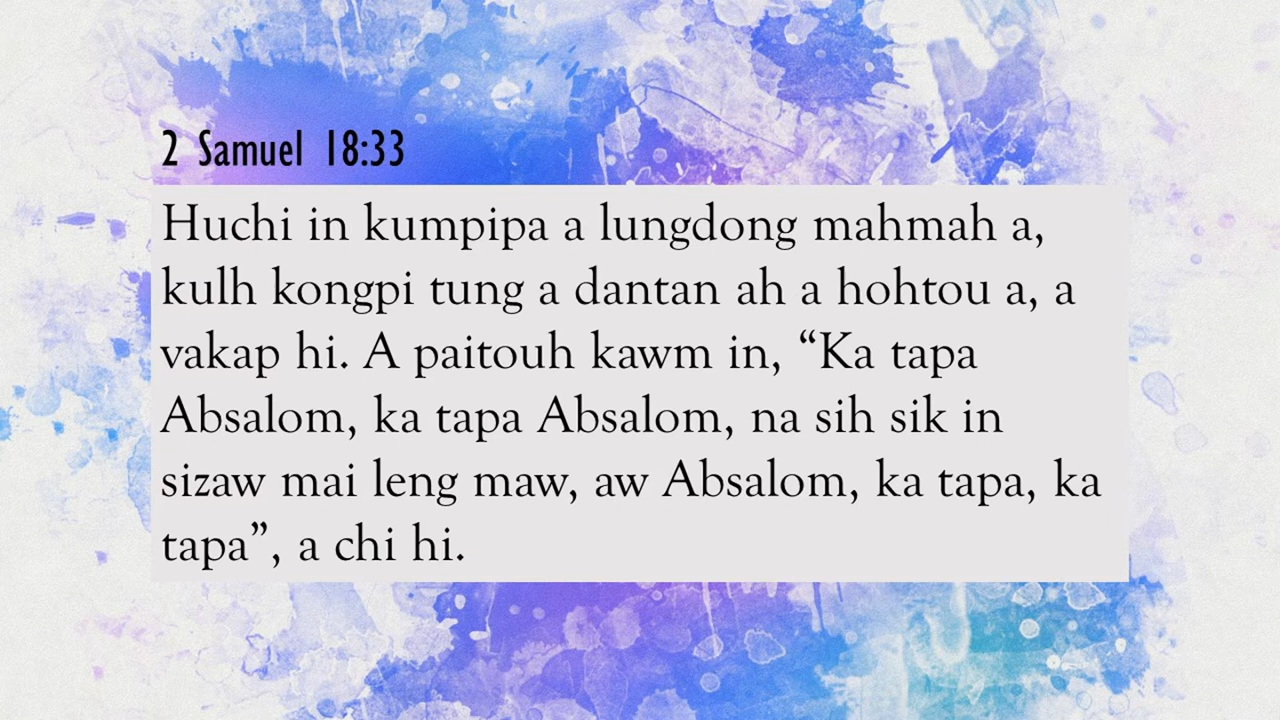 2 Samuel 18:33
Huchi in kumpipa a lungdong mahmah a,
kulh kongpi tung a dantan ah a hohtou a, a
vakap hi. A paitouh kawm in, “Ka tapa
Absalom, ka tapa Absalom, na sih sik in
sizaw mai leng maw, aw Absalom, ka tapa, ka
tapa”, a chi hi.